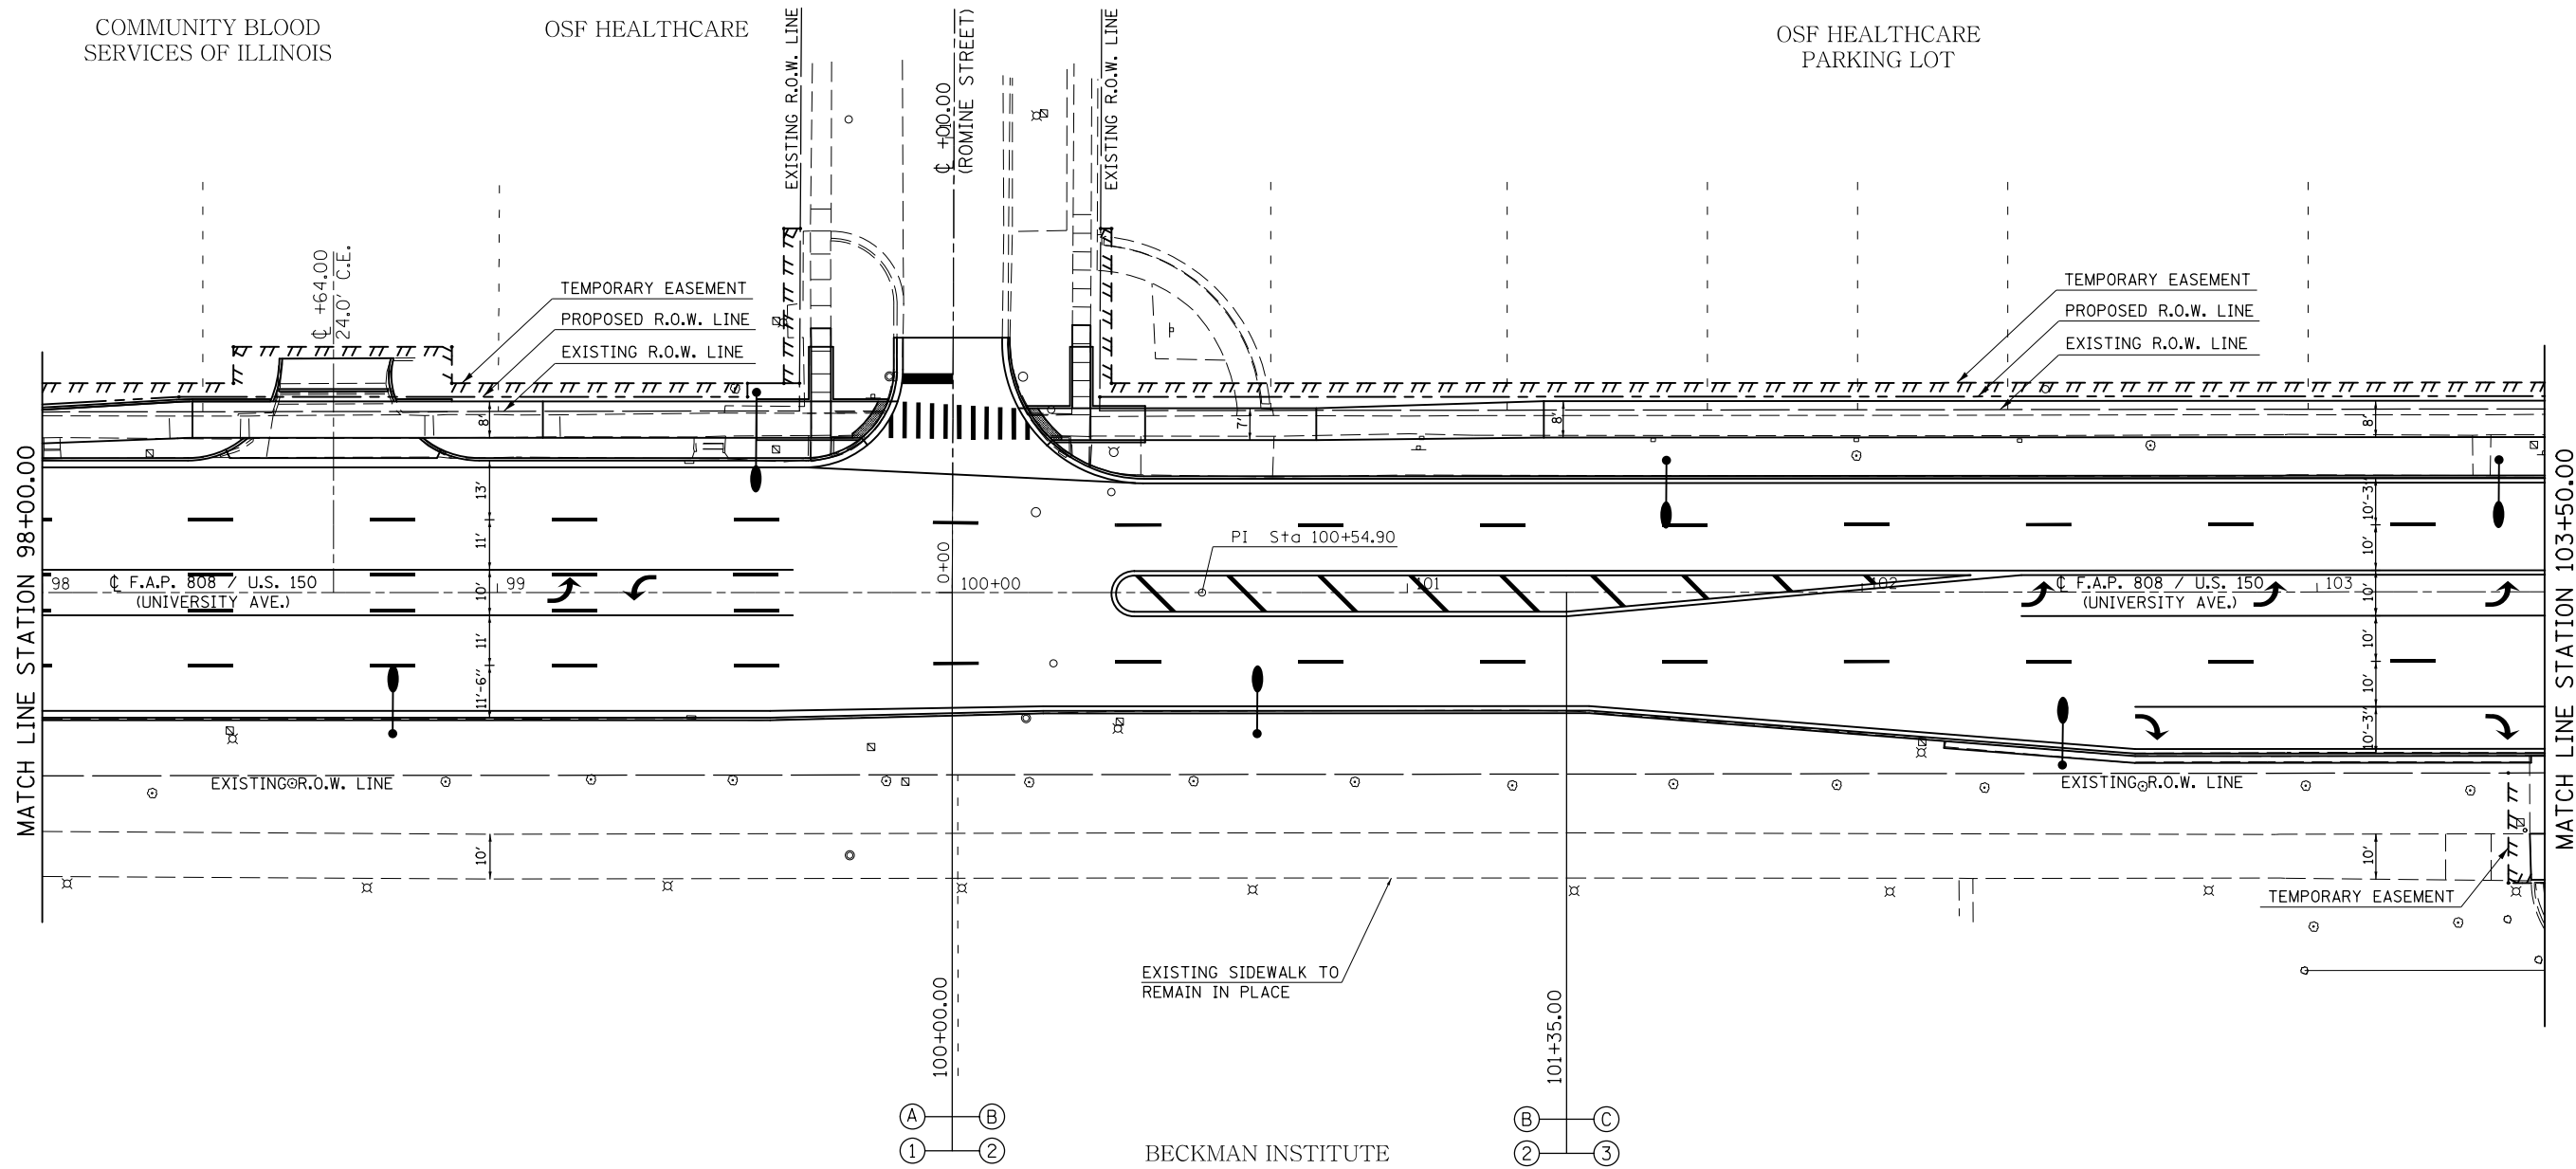 COMMUNITY BLOOD
SERVICES OF ILLINOIS
OSF HEALTHCARE
OSF HEALTHCARE
PARKING LOT
EXISTING R.O.W. LINE
℄ +00.00
(ROMINE STREET)
EXISTING R.O.W. LINE
℄ +64.00
24.0' C.E.
TEMPORARY EASEMENT
PROPOSED R.O.W. LINE
EXISTING R.O.W. LINE
TEMPORARY EASEMENT
PROPOSED R.O.W. LINE
EXISTING R.O.W. LINE
8'
7'
8'
8'
MATCH LINE STATION 98+00.00
MATCH LINE STATION 103+50.00
13'
11'
10'
11'
11'-6"
10'-3"
10'
10'
10'
10'
10'-3"
PI Sta 100+54.90
98
℄ F.A.P. 808 / U.S. 150
(UNIVERSITY AVE.)
99
0+00
100+00
101
102
℄ F.A.P. 808 / U.S. 150
(UNIVERSITY AVE.)
103
EXISTING R.O.W. LINE
EXISTING R.O.W. LINE
10'
10'
TEMPORARY EASEMENT
EXISTING SIDEWALK TO
REMAIN IN PLACE
100+00.00
101+35.00
A B
1 2
B C
2 3
BECKMAN INSTITUTE